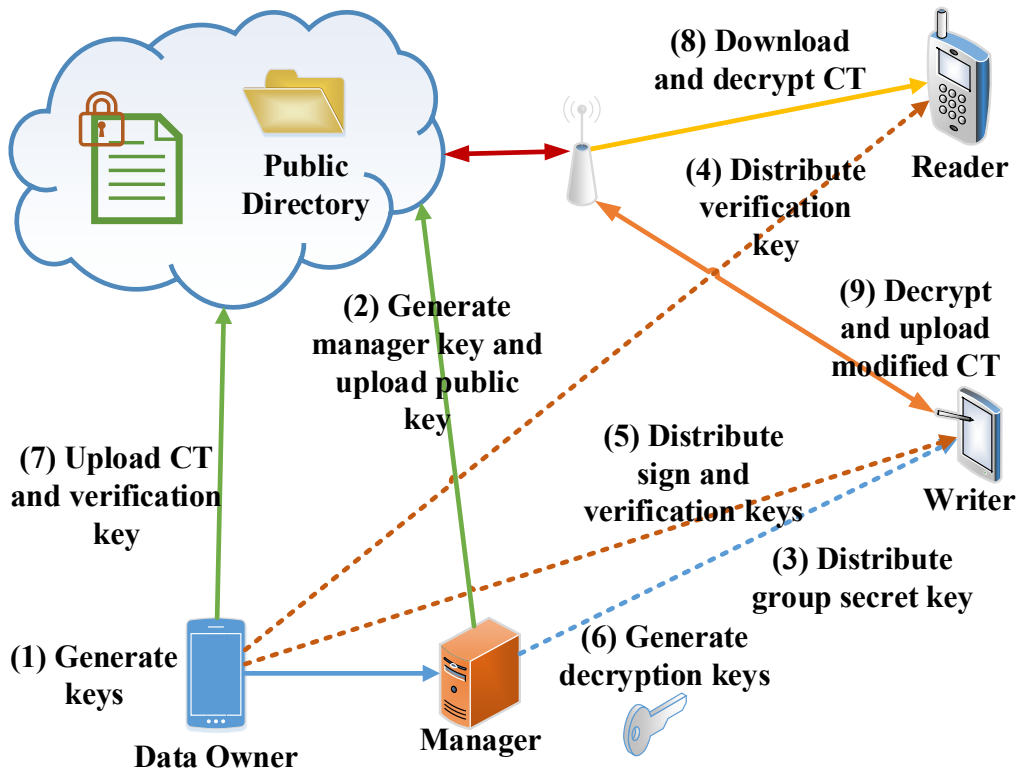 (8) Download
and decrypt CT
Public
Directory
Reader
(4) Distribute
verification
key
(2) Generate
manager key and
upload public
key
(9) Decrypt
and upload
modified CT
(7) Upload CT
and verification
key
(5) Distribute
sign and
verification keys
Writer
(3) Distribute
group secret key
(1) Generate
keys
(6) Generate
decryption keys
Data Owner
Manager